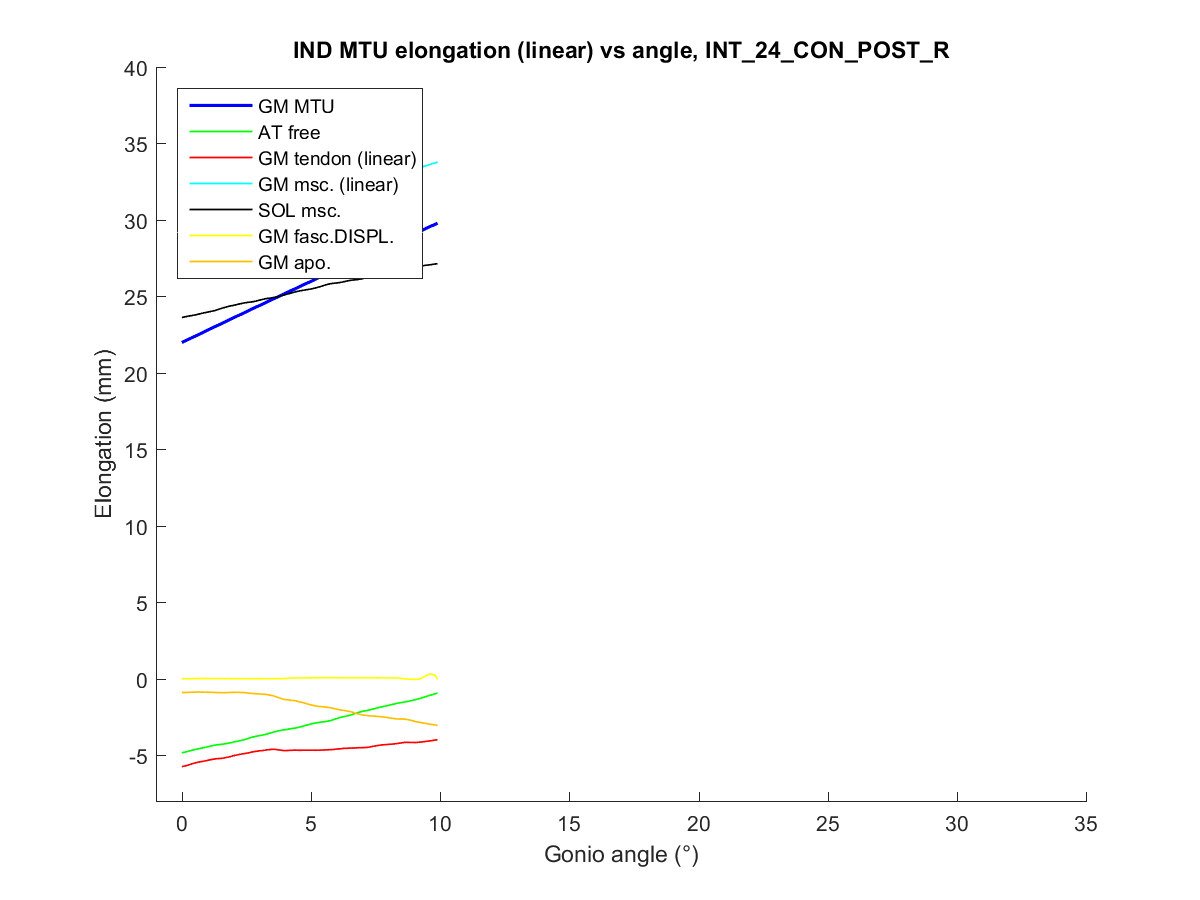 IND MTU elongation (linear) vs angle, INT_24_CON_POST_R
40
35
30
25
20
15
10
5
0
-5
Elongation (mm)
GM MTU
AT free
GM tendon (linear)
GM msc. (linear)
SOL msc.
GM fasc.DISPL.
GM apo.
0 5 10 15 20 25 30 35
Gonio angle (°)